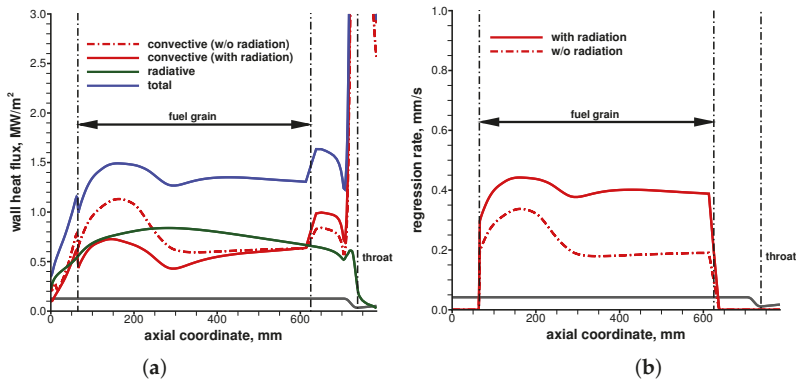 3.0
2.5
2.0
1.5
1.0
0.5
0.0
wall heat flux, MW/m²
convective (w/o radiation)
convective (with radiation)
radiative
total
fuel grain
throat
0
200
400
600
axial coordinate, mm
(a)
1.0
0.8
0.6
0.4
0.2
0.0
regression rate, mm/s
with radiation
w/o radiation
fuel grain
throat
0
200
400
600
axial coordinate, mm
(b)